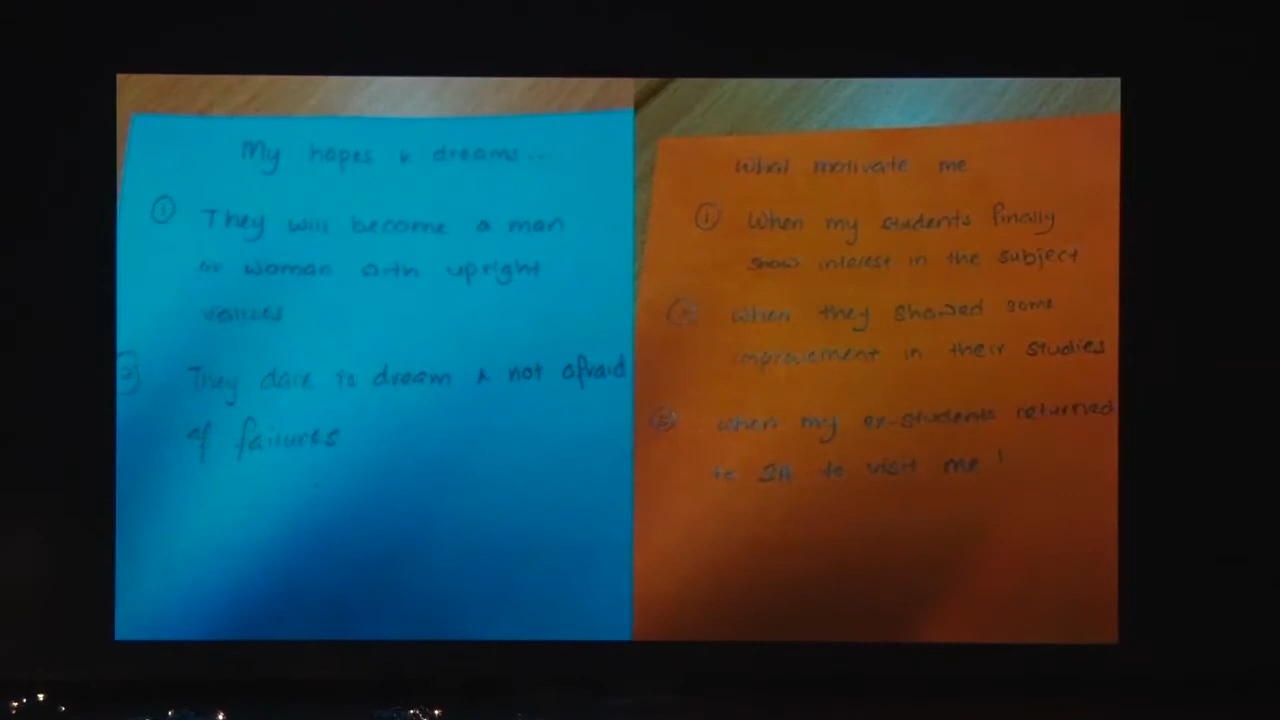 My hopes & dreams...
① They will become a man
or woman with upright
values
② They dare to dream & not afraid
of failures
What motivate me
① When my students finally
show interest in the subject
② When they showed some
improvement in their studies
③ When my ex-students returned
to JA to visit me!